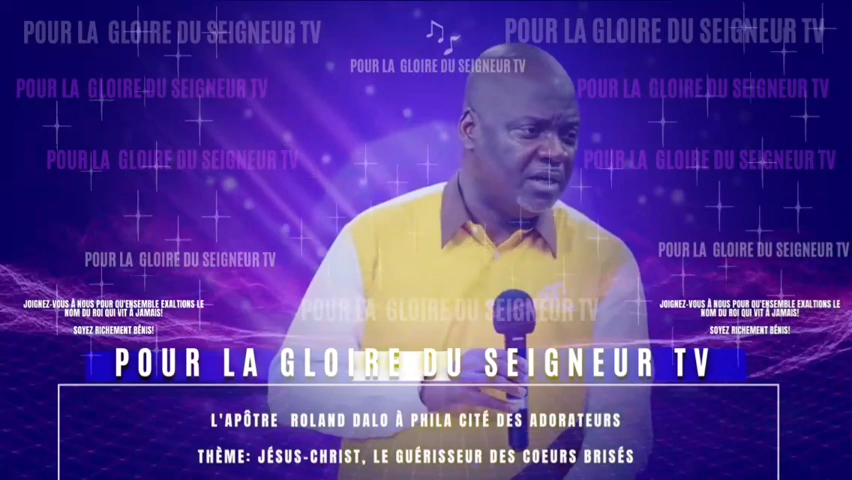 POUR LA GLOIRE DU SEIGNEUR TV
POUR LA GLOIRE DU SEIGNEUR TV
POUR LA GLOIRE DU SEIGNEUR TV
POUR LA GLOIRE DU SEIGNEUR TV
POUR LA GLOIRE DU SEIGNEUR TV
POUR LA GLOIRE DU SEIGNEUR TV
POUR LA GLOIRE DU SEIGNEUR TV
POUR LA GLOIRE DU SEIGNEUR TV
POUR LA GLOIRE DU SEIGNEUR TV
POUR LA GLOIRE DU SEIGNEUR TV
JOIGNEZ-VOUS À NOUS POUR QU'ENSEMBLE EXALTIONS LE
NOM DU ROI QUI VIT À JAMAIS!
SOYEZ RICHEMENT BÉNIS!
JOIGNEZ-VOUS À NOUS POUR QU'ENSEMBLE EXALTIONS LE
NOM DU ROI QUI VIT À JAMAIS!
SOYEZ RICHEMENT BÉNIS!
POUR LA GLOIRE DU SEIGNEUR TV
L'APÔTRE ROLAND DALO À PHILA CITÉ DES ADORATEURS
THÈME: JÉSUS-CHRIST, LE GUÉRISSEUR DES COEURS BRISÉS